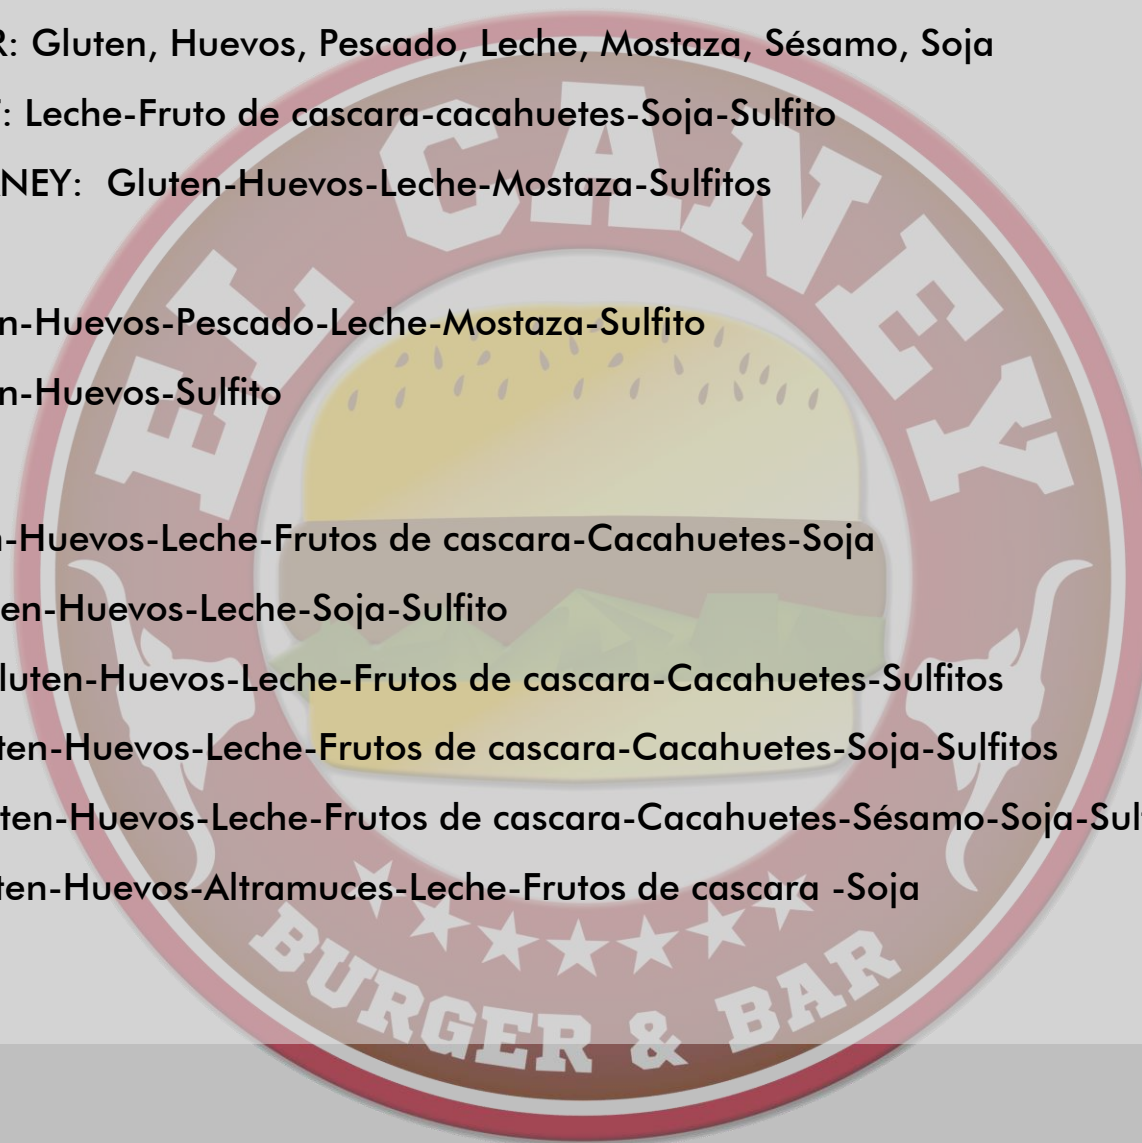 R: Gluten, Huevos, Pescado, Leche, Mostaza, Sésamo, Soja
: Leche-Fruto de cascara-cacahuetes-Soja-Sulfito
NEY: Gluten-Huevos-Leche-Mostaza-Sulfitos
n-Huevos-Pescado-Leche-Mostaza-Sulfito
n-Huevos-Sulfito
-Huevos-Leche-Frutos de cascara-Cacahuetes-Soja
en-Huevos-Leche-Soja-Sulfito
luten-Huevos-Leche-Frutos de cascara-Cacahuetes-Sulfitos
ten-Huevos-Leche-Frutos de cascara-Cacahuetes-Soja-Sulfitos
ten-Huevos-Leche-Frutos de cascara-Cacahuetes-Sésamo-Soja-Sulf
ten-Huevos-Altramuces-Leche-Frutos de cascara -Soja
EL CANEY
BURGER & BAR